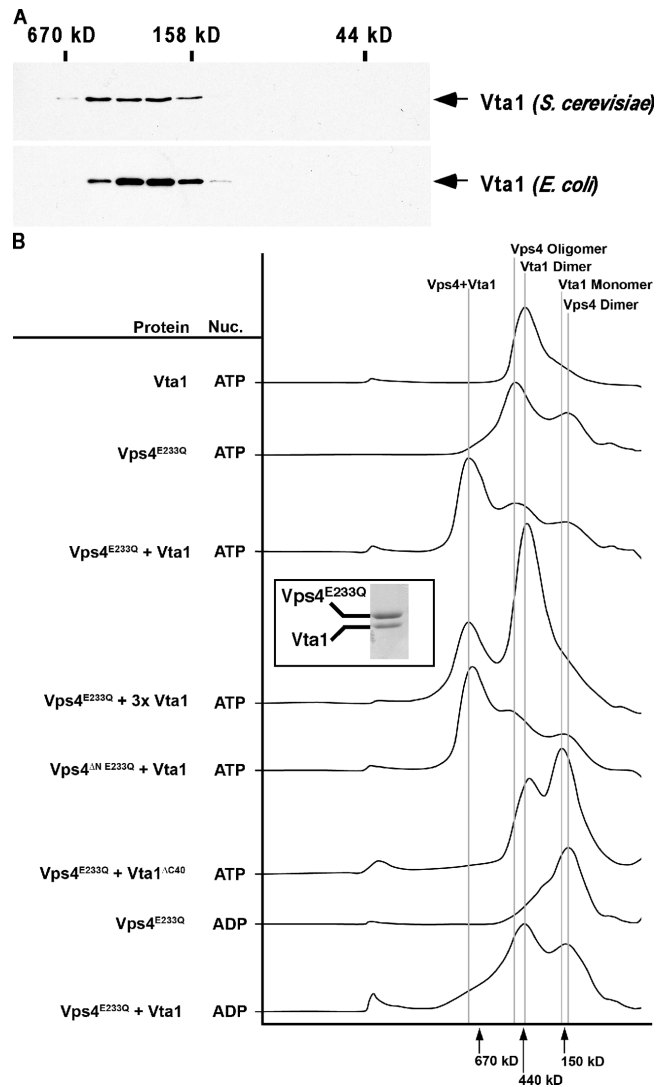 A
670 kD 158 kD 44 kD
Vta1 (S. cerevisiae)
Vta1 (E. coli)
B
Vps4 Oligomer
Vta1 Dimer
Vps4+Vta1 Vta1 Monomer
Vps4 Dimer
Protein Nuc.
Vta1 ATP
Vps4E233Q ATP
Vps4E233Q + Vta1 ATP
Vps4E233Q
Vta1
Vps4E233Q + 3x Vta1 ATP
Vps4ΔN E233Q + Vta1 ATP
Vps4E233Q + Vta1ΔC40 ATP
Vps4E233Q ADP
Vps4E233Q + Vta1 ADP
670 kD 150 kD
440 kD